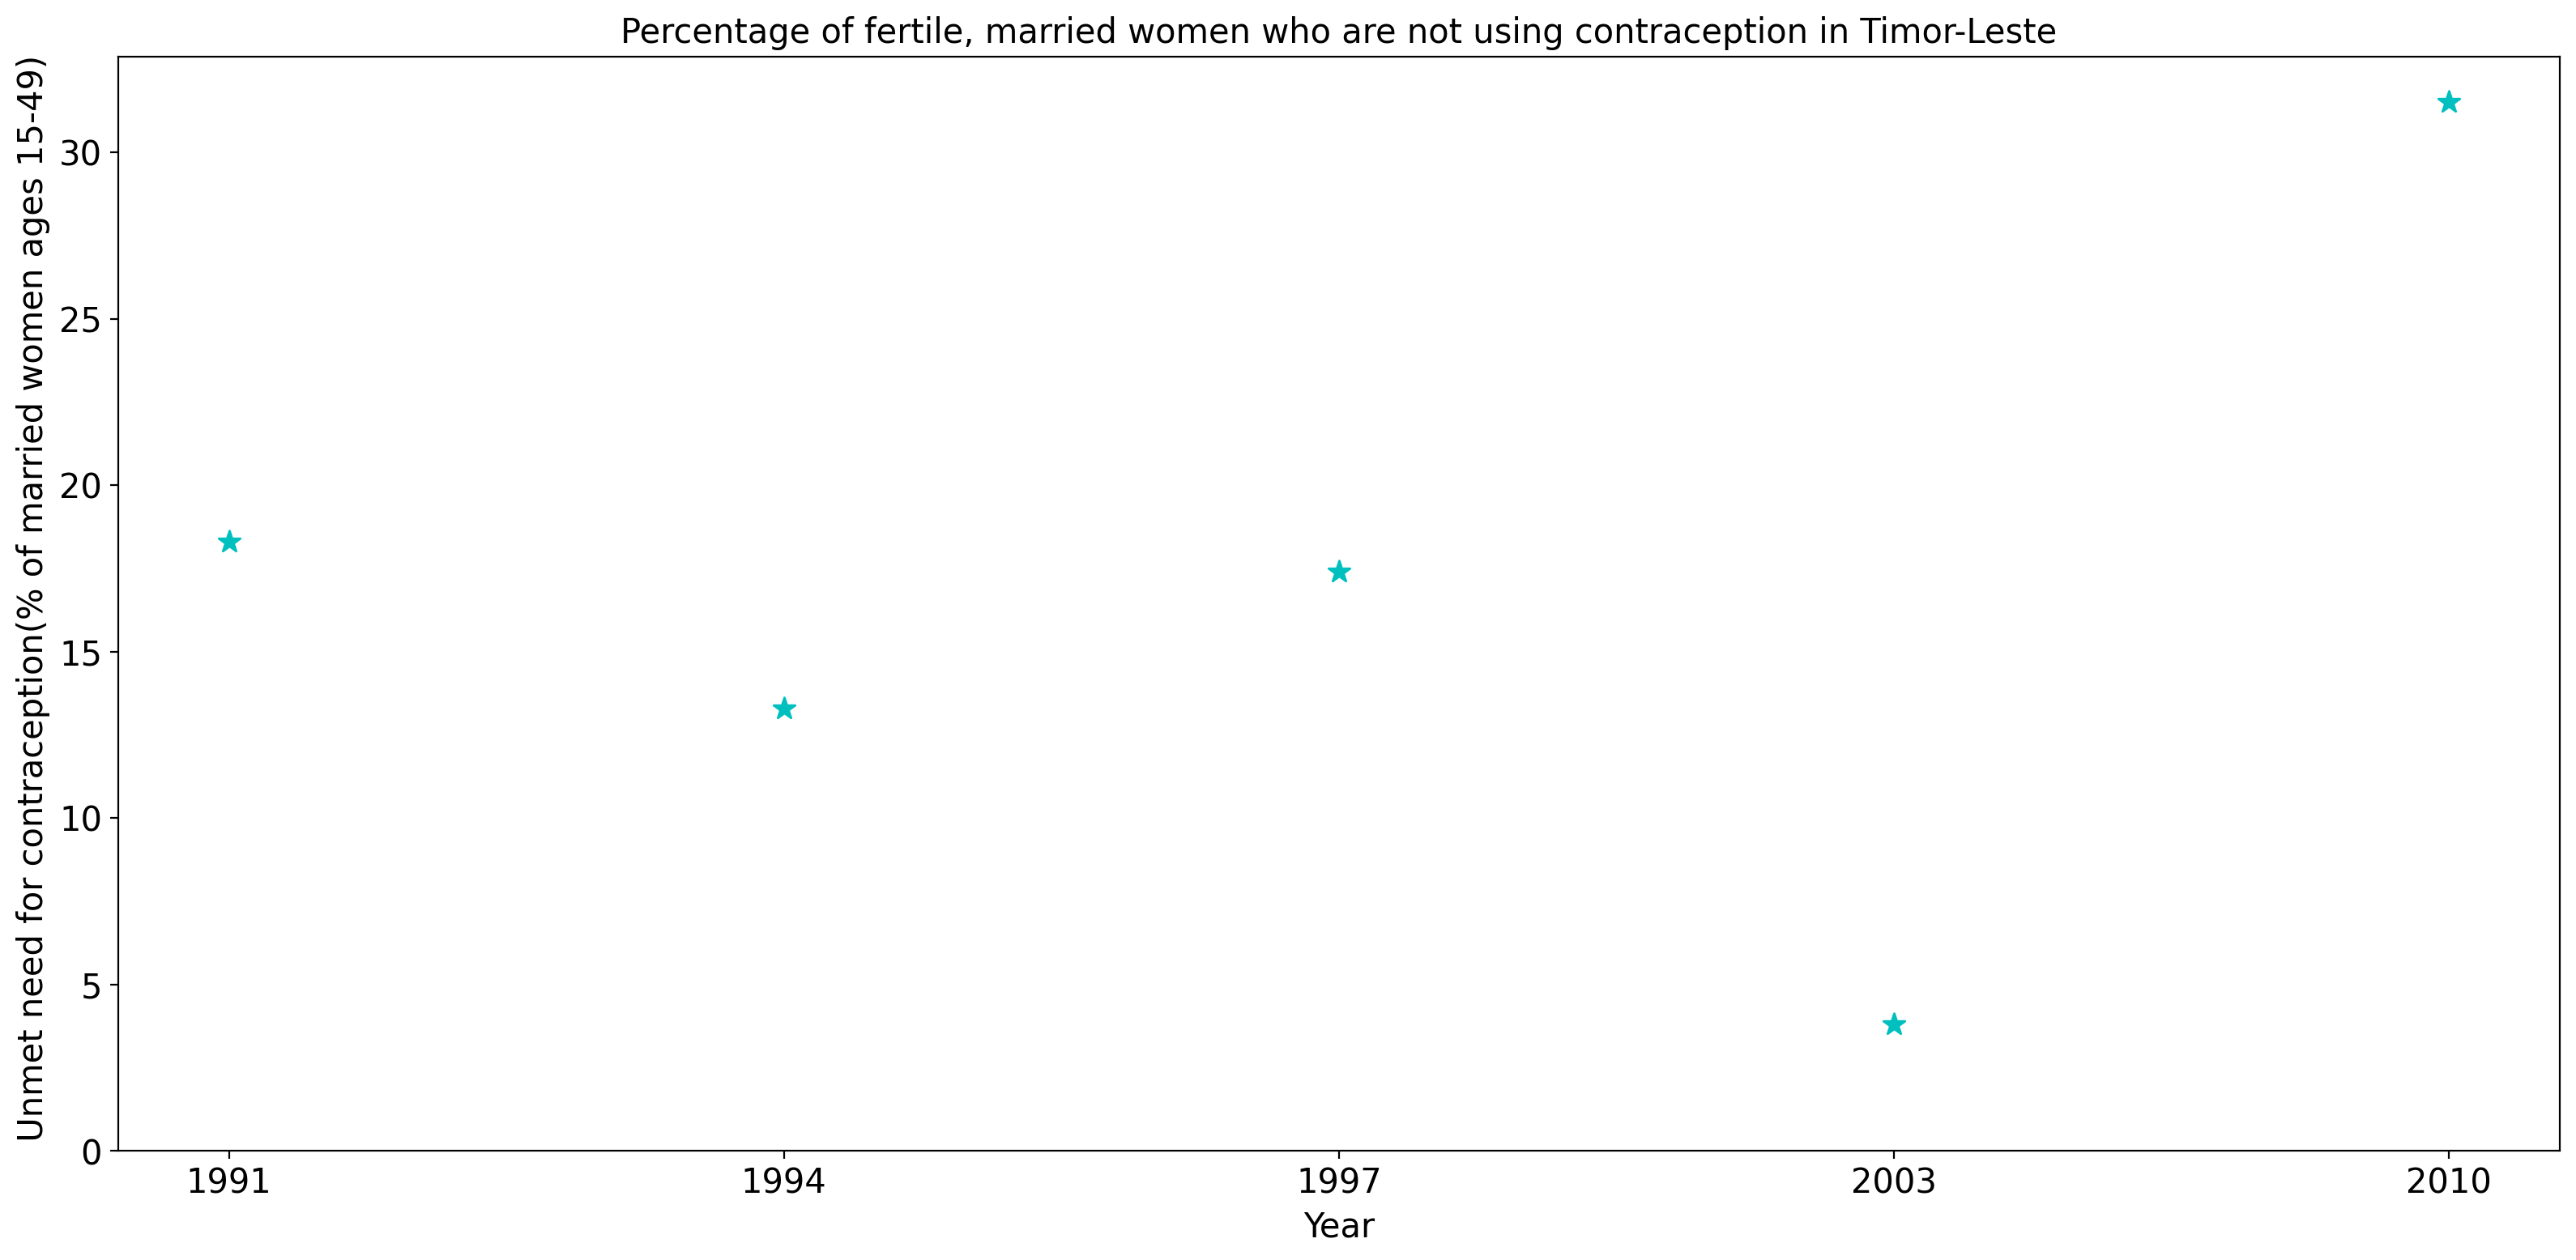 Percentage of fertile, married women who are not using contraception in Timor-Leste
Unmet need for contraception(% of married women ages 15-49)
30
25
20
15
10
5
0
1991 1994 1997 2003 2010
Year